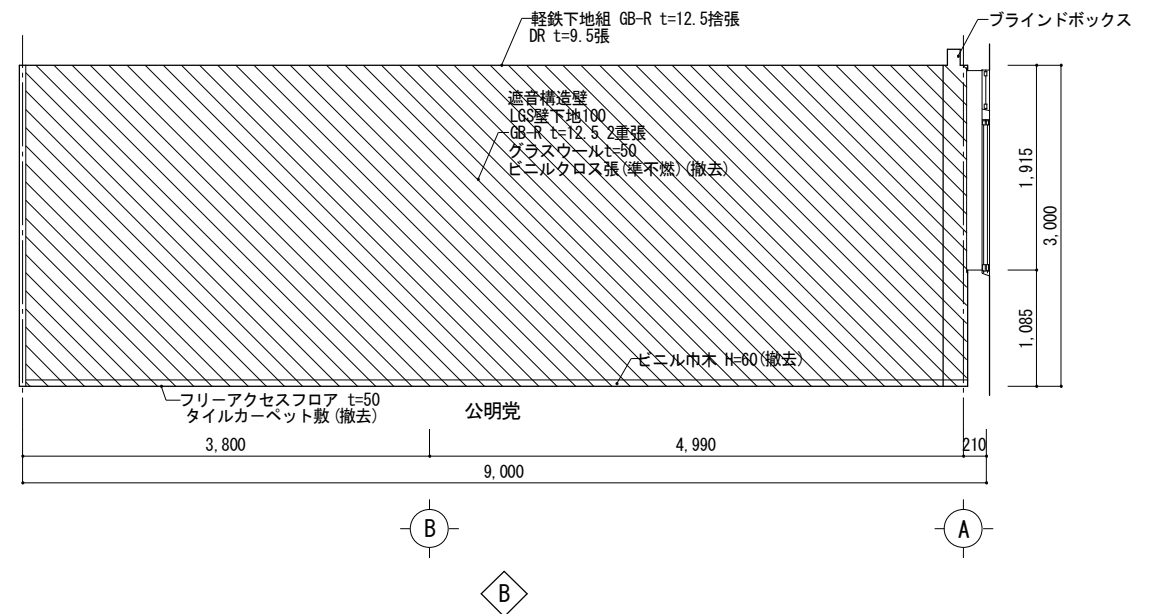 軽鉄下地組 GB-R t=12.5捨張
DR t=9.5張
ブラインドボックス
遮音構造壁
LGS壁下地100
GB-R t=12.5 2重張
グラスウールt=50
ビニルクロス張(準不燃)(撤去)
1,915
3,000
1,085
ビニル巾木 H=60(撤去)
フリーアクセスフロア t=50
タイルカーペット敷(撤去)
公明党
3,800
4,990
210
9,000
B
A
B